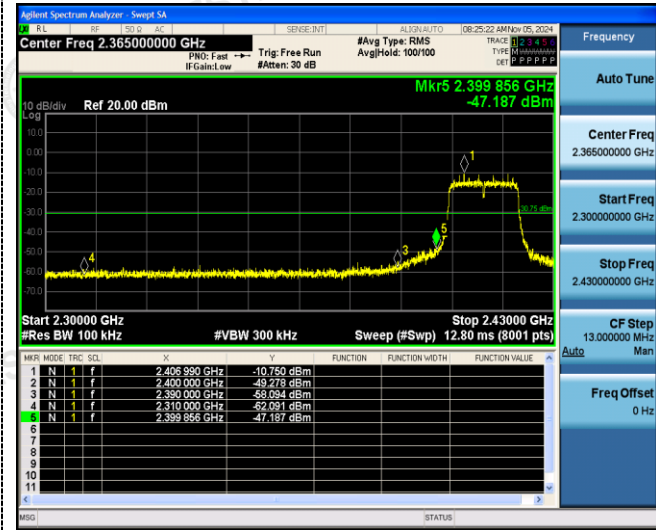 Agilent Spectrum Analyzer - Swept SA
RL RF 50 Ω AC SENSE:INT ALIGNAUTO 08:25:22 AM Nov 05, 2024
Center Freq 2.365000000 GHz
PNO: Fast Trig: Free Run
IFGain:Low #Atten: 30 dB
#Avg Type: RMS
Avg|Hold: 100/100
TRACE 1 2 3 4 5 6
TYPE M
DET P P P P P P
Mkr5 2.399 856 GHz
-47.187 dBm
10 dB/div Ref 20.00 dBm
Log
10.0
0.00
-10.0
-20.0
-30.0
-40.0
-50.0
-60.0
-70.0
1
5
3
4
Start 2.30000 GHz Stop 2.43000 GHz
#Res BW 100 kHz #VBW 300 kHz Sweep (#Swp) 12.80 ms (8001 pts)
MKR MODE TRC SCL X Y FUNCTION FUNCTION WIDTH FUNCTION VALUE
1 N 1 f 2.406 990 GHz -10.750 dBm
2 N 1 f 2.400 000 GHz -49.278 dBm
3 N 1 f 2.390 000 GHz -58.094 dBm
4 N 1 f 2.310 000 GHz -62.091 dBm
5 N 1 f 2.399 856 GHz -47.187 dBm
6
7
8
9
10
11
MSG STATUS
Frequency
Auto Tune
Center Freq
2.365000000 GHz
Start Freq
2.300000000 GHz
Stop Freq
2.430000000 GHz
CF Step
13.000000 MHz
Auto Man
Freq Offset
0 Hz